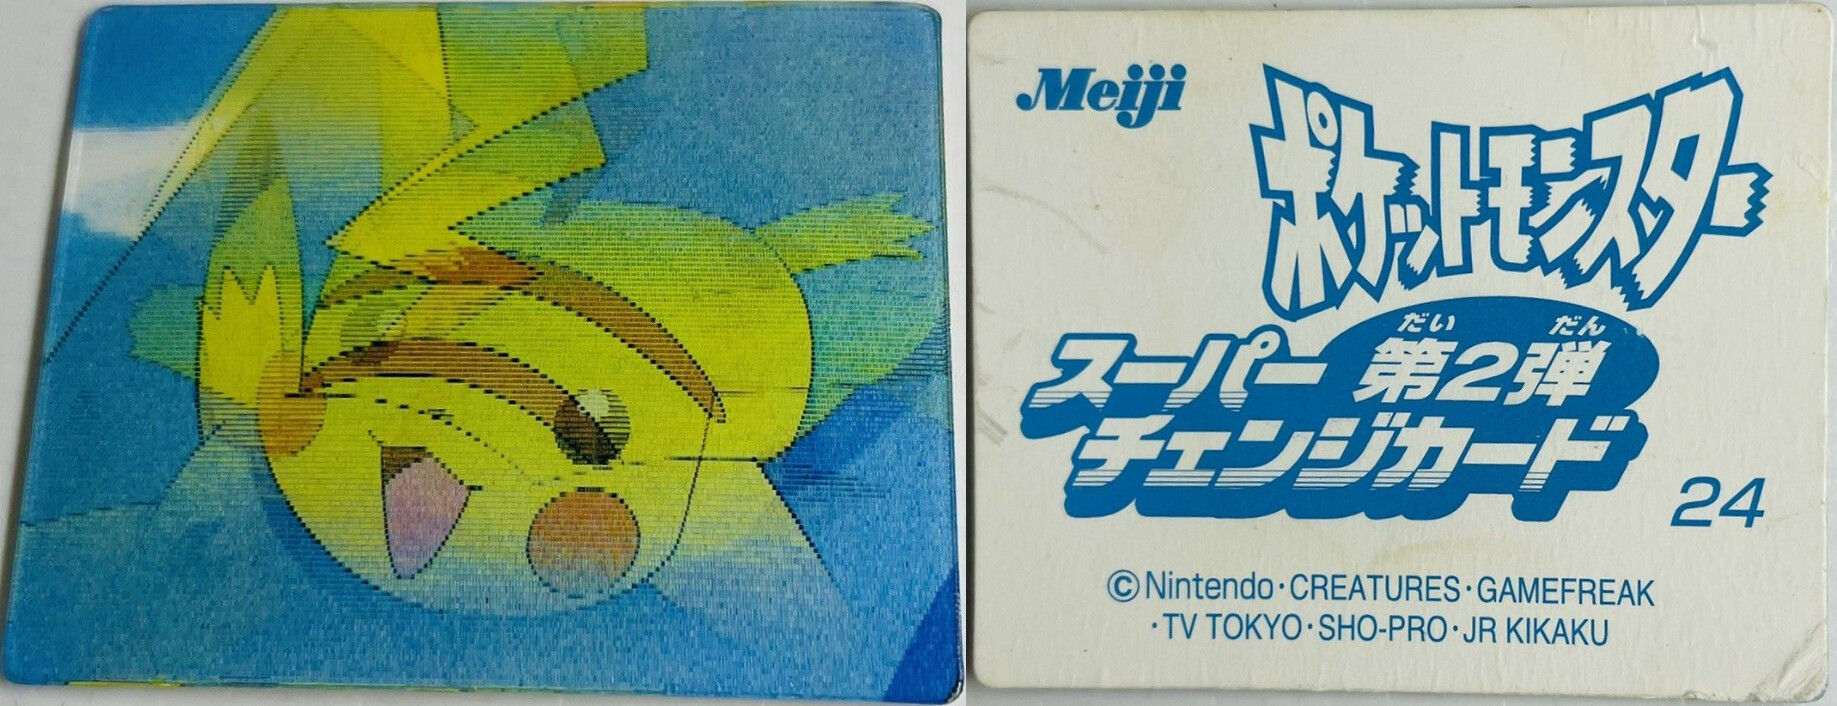 Meiji
ポケットモンスター
だい だん
スーパー 第2弾
チェンジカード
24
©Nintendo・CREATURES・GAMEFREAK
・TV TOKYO・SHO-PRO・JR KIKAKU